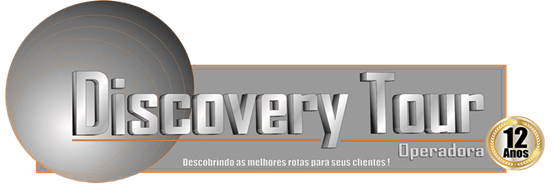 Discovery Tour
Operadora
12
Anos
Descobrindo as melhores rotas para seus clientes !